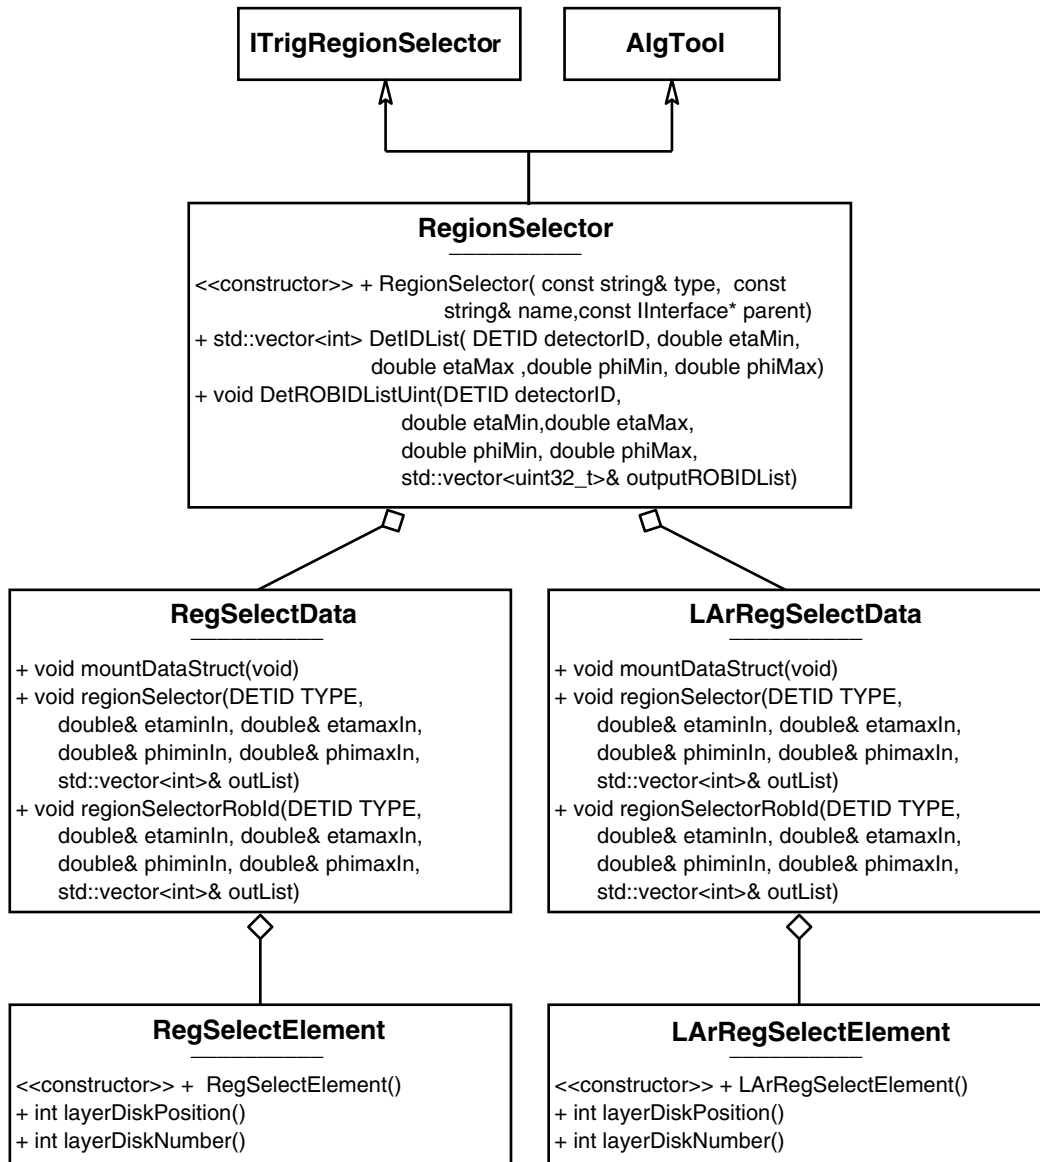 ITrigRegionSelector
AlgTool
RegionSelector
<<constructor>> + RegionSelector( const string& type, const
string& name,const IInterface* parent)
+ std::vector<int> DetIDList( DETID detectorID, double etaMin,
double etaMax ,double phiMin, double phiMax)
+ void DetROBIDListUint(DETID detectorID,
double etaMin,double etaMax,
double phiMin, double phiMax,
std::vector<uint32_t>& outputROBIDList)
RegSelectData
+ void mountDataStruct(void)
+ void regionSelector(DETID TYPE,
double& etaminIn, double& etamaxIn,
double& phiminIn, double& phimaxIn,
std::vector<int>& outList)
+ void regionSelectorRobId(DETID TYPE,
double& etaminIn, double& etamaxIn,
double& phiminIn, double& phimaxIn,
std::vector<int>& outList)
LArRegSelectData
+ void mountDataStruct(void)
+ void regionSelector(DETID TYPE,
double& etaminIn, double& etamaxIn,
double& phiminIn, double& phimaxIn,
std::vector<int>& outList)
+ void regionSelectorRobId(DETID TYPE,
double& etaminIn, double& etamaxIn,
double& phiminIn, double& phimaxIn,
std::vector<int>& outList)
RegSelectElement
<<constructor>> + RegSelectElement()
+ int layerDiskPosition()
+ int layerDiskNumber()
LArRegSelectElement
<<constructor>> + LArRegSelectElement()
+ int layerDiskPosition()
+ int layerDiskNumber()